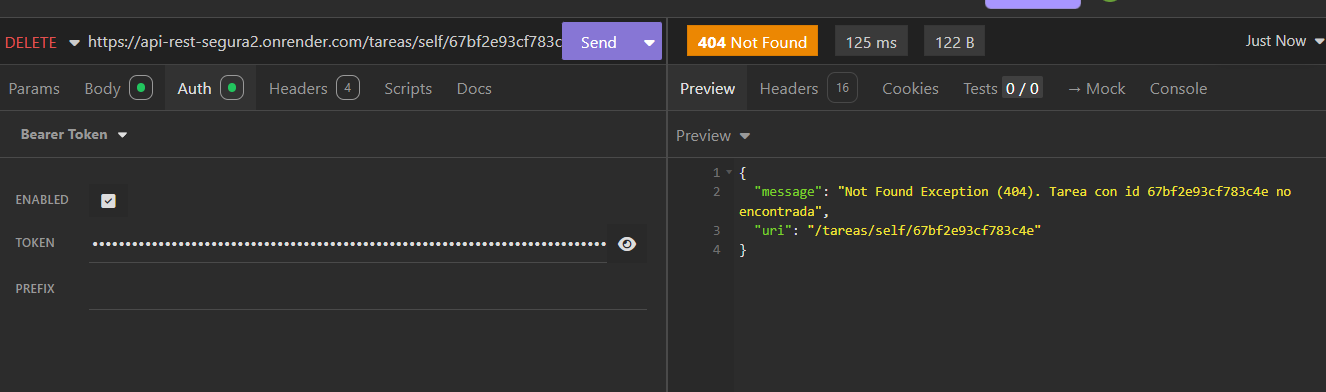 DELETE https://api-rest-segura2.onrender.com/tareas/self/67bf2e93cf783c Send
404 Not Found 125 ms 122 B Just Now
Params Body Auth Headers 4 Scripts Docs
Preview Headers 16 Cookies Tests 0 / 0 → Mock Console
Bearer Token
Preview
ENABLED
TOKEN ••••••••••••••••••••••••••••••••••••••••••••••••••••••••••••••••••••••••••••••
PREFIX
1 {
2 "message": "Not Found Exception (404). Tarea con id 67bf2e93cf783c4e no
encontrada",
3 "uri": "/tareas/self/67bf2e93cf783c4e"
4 }